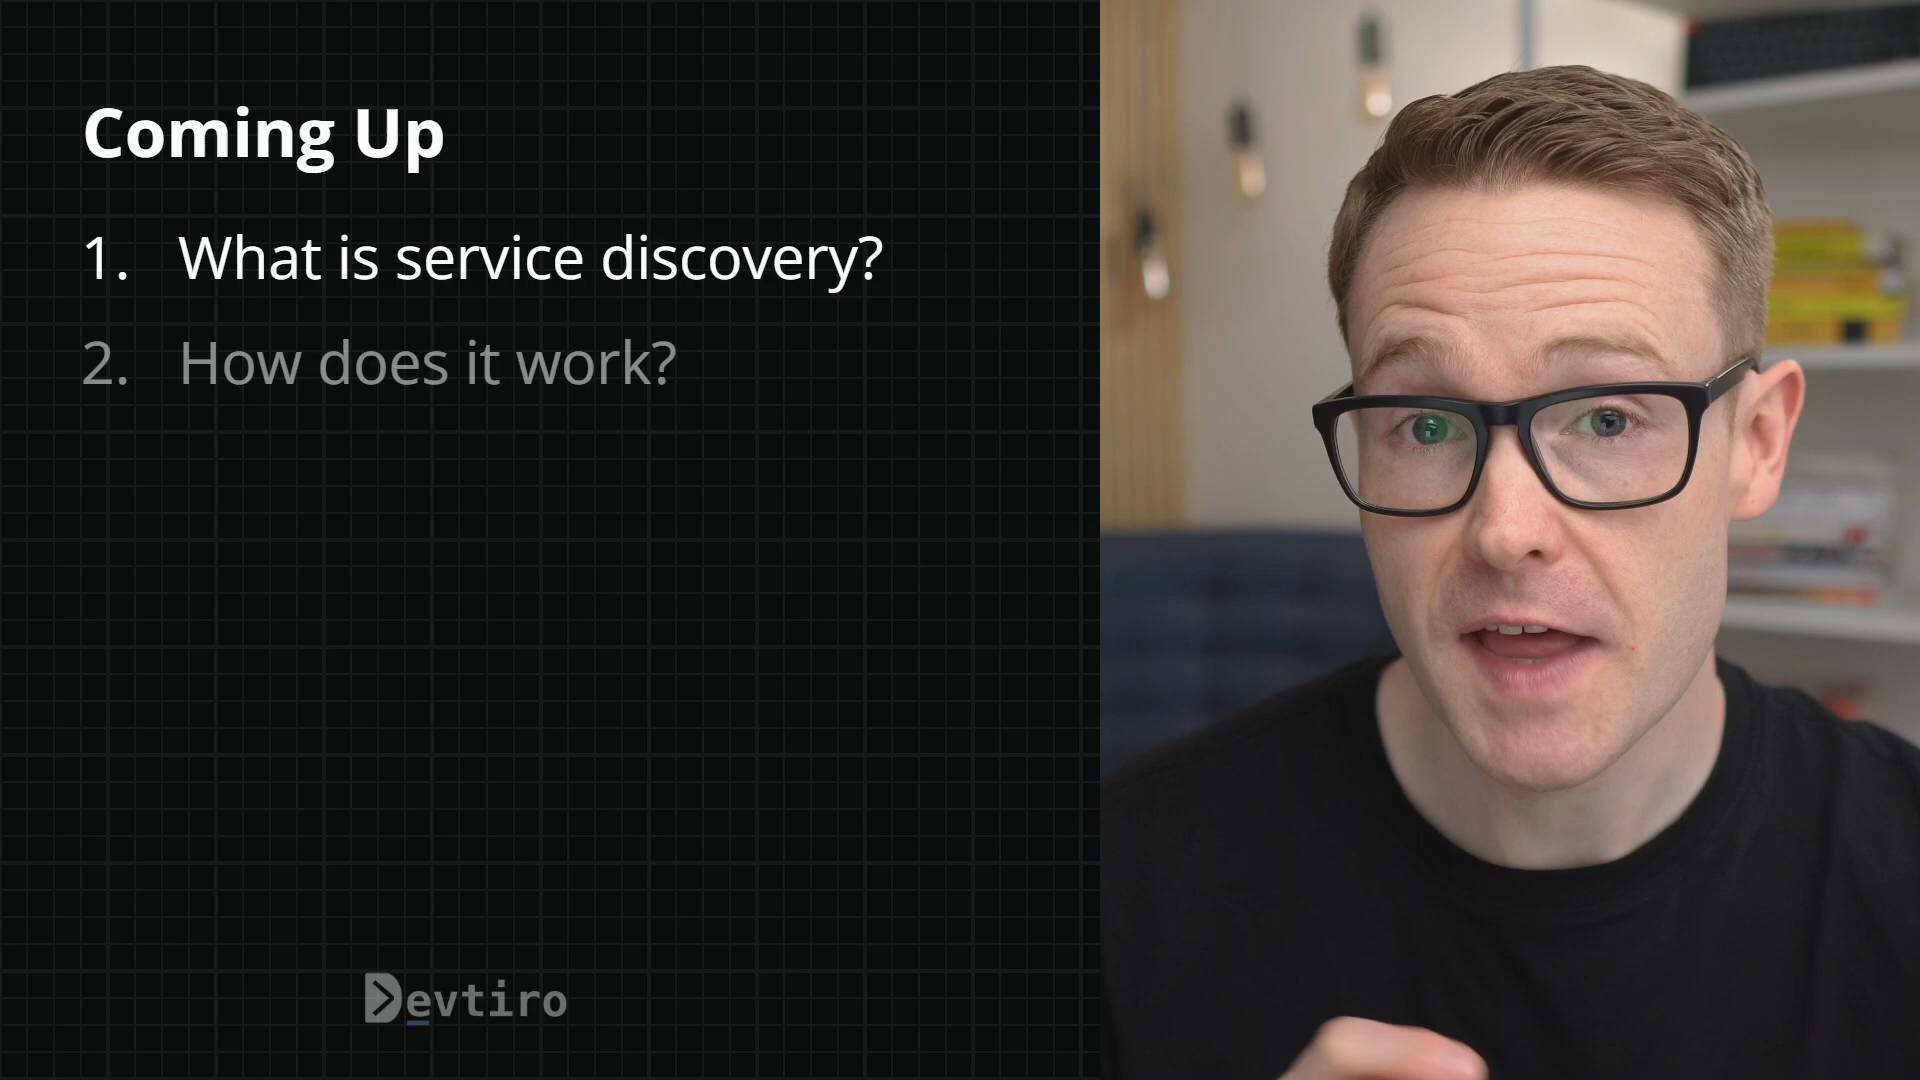 Coming Up
1. What is service discovery?
2. How does it work?
Devtiro